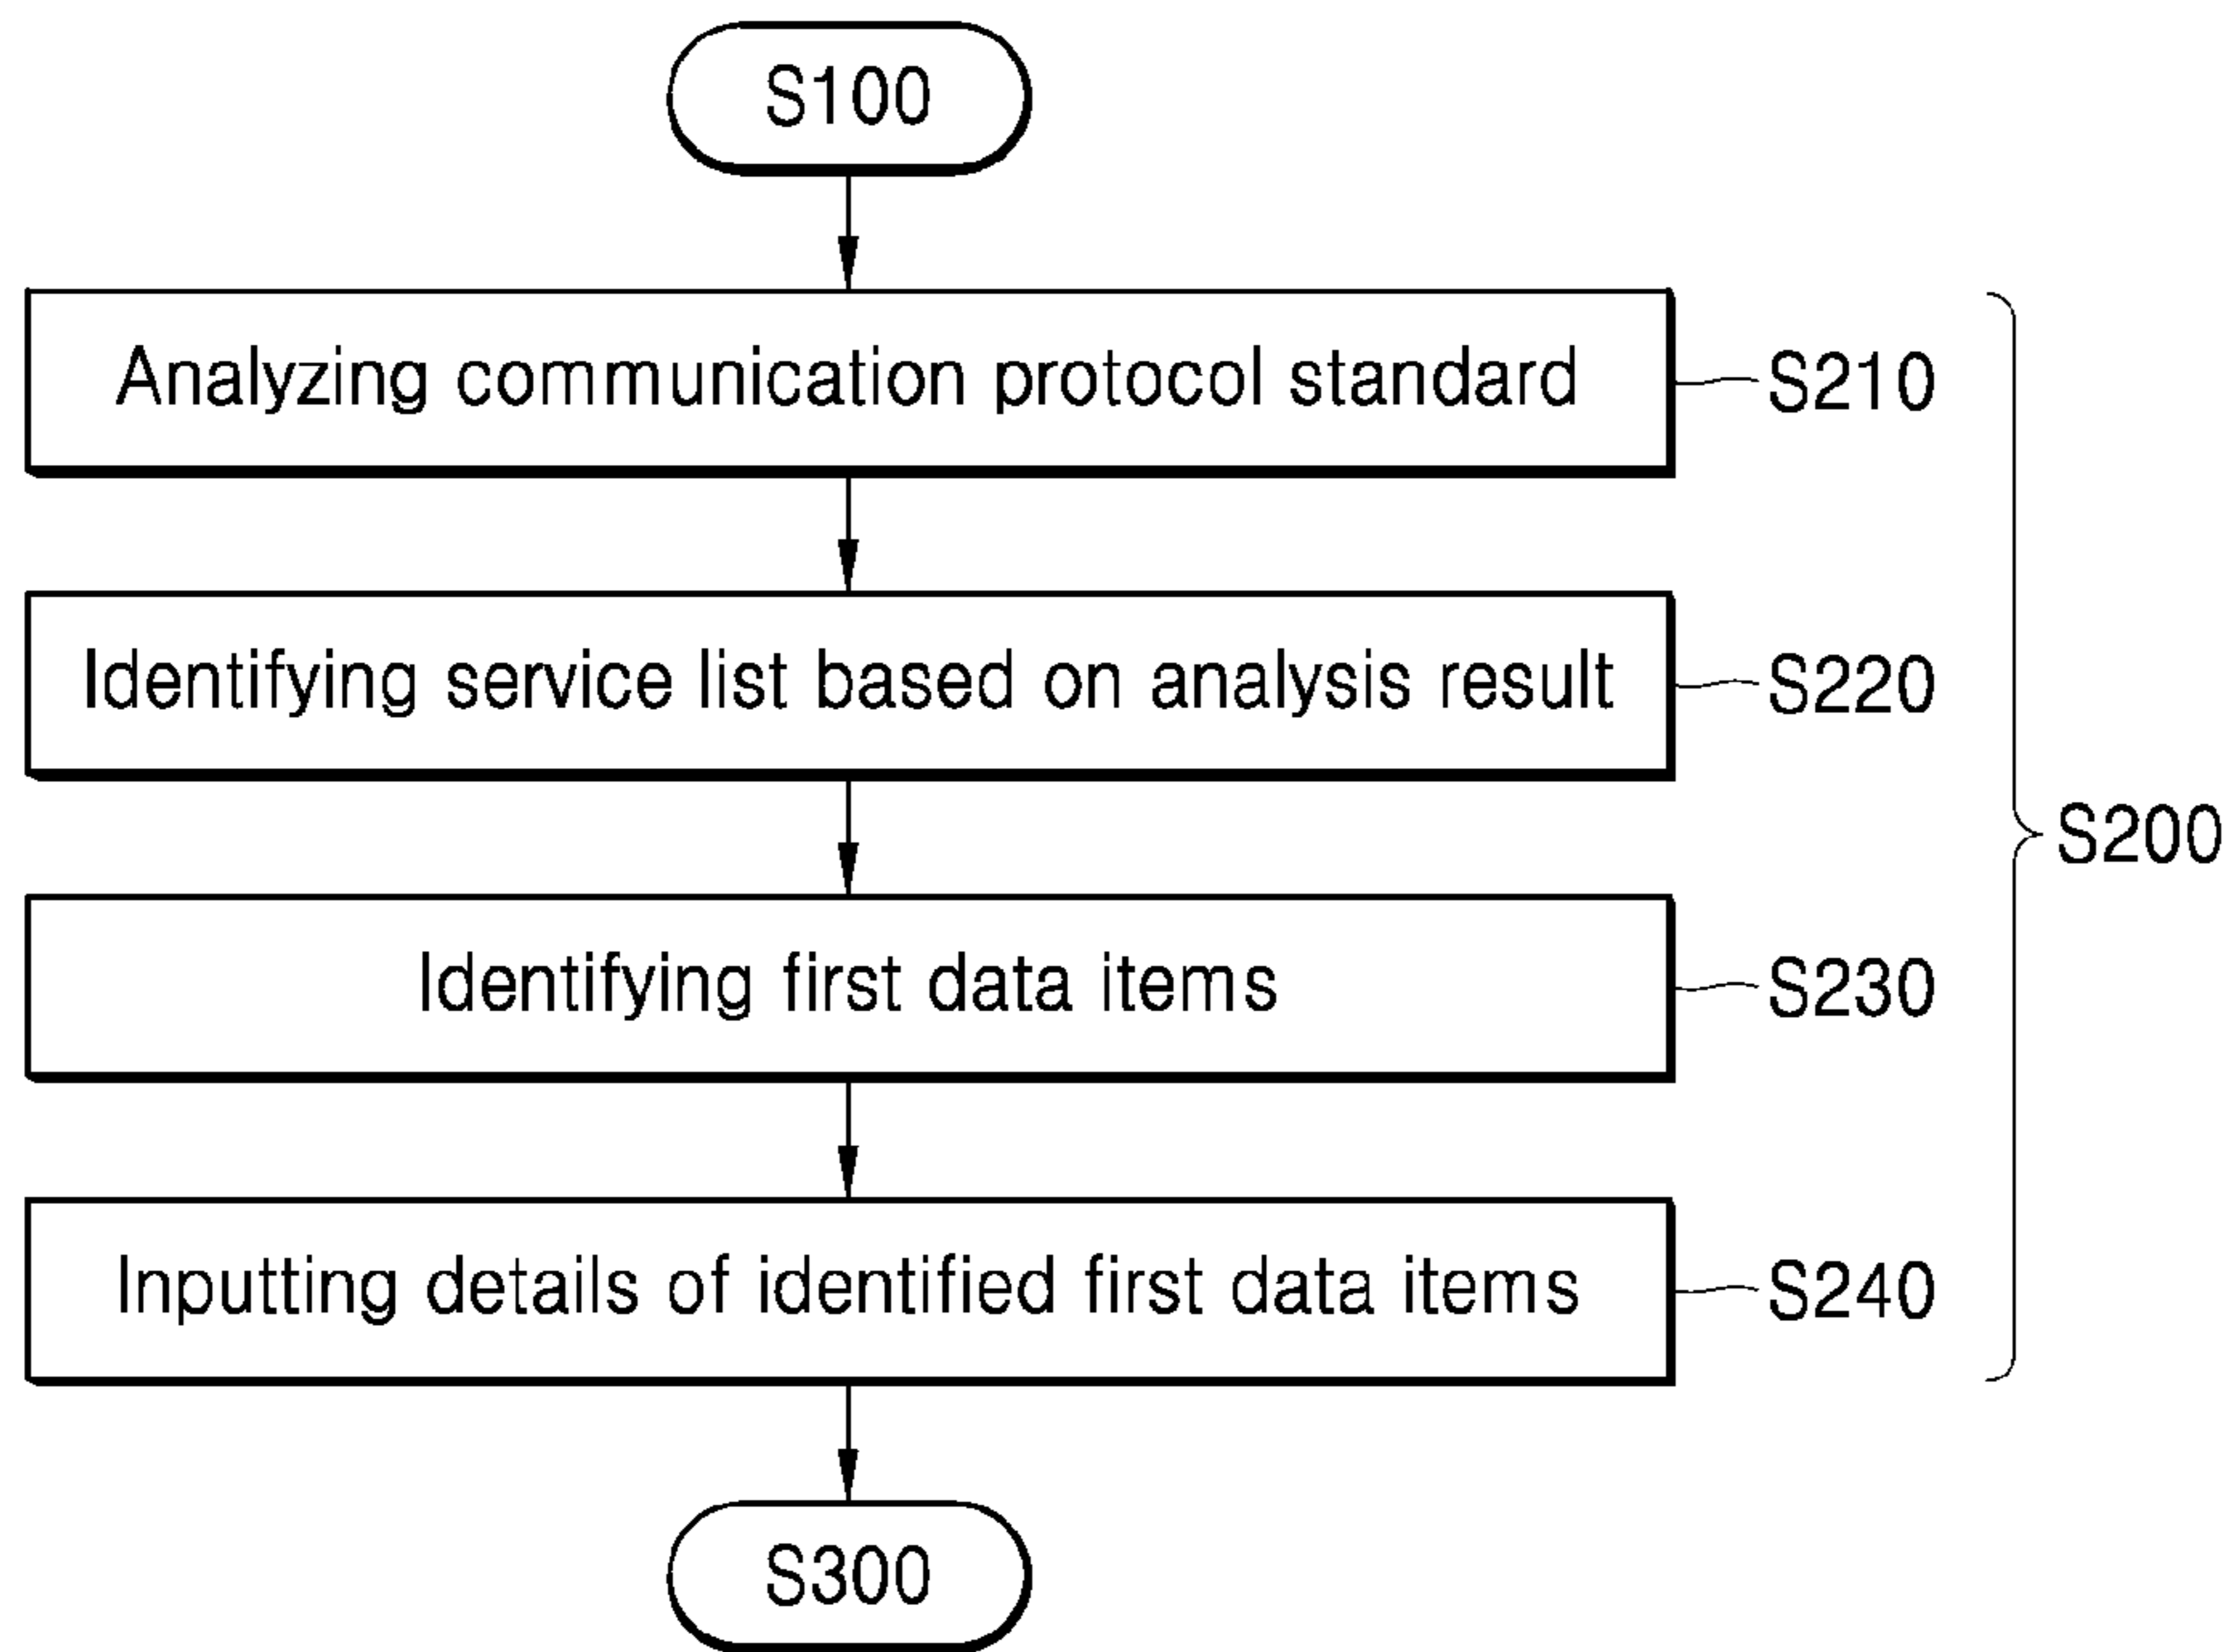 S100
Analyzing communication protocol standard
S210
Identifying service list based on analysis result
S220
S200
Identifying first data items
S230
Inputting details of identified first data items
S240
S300